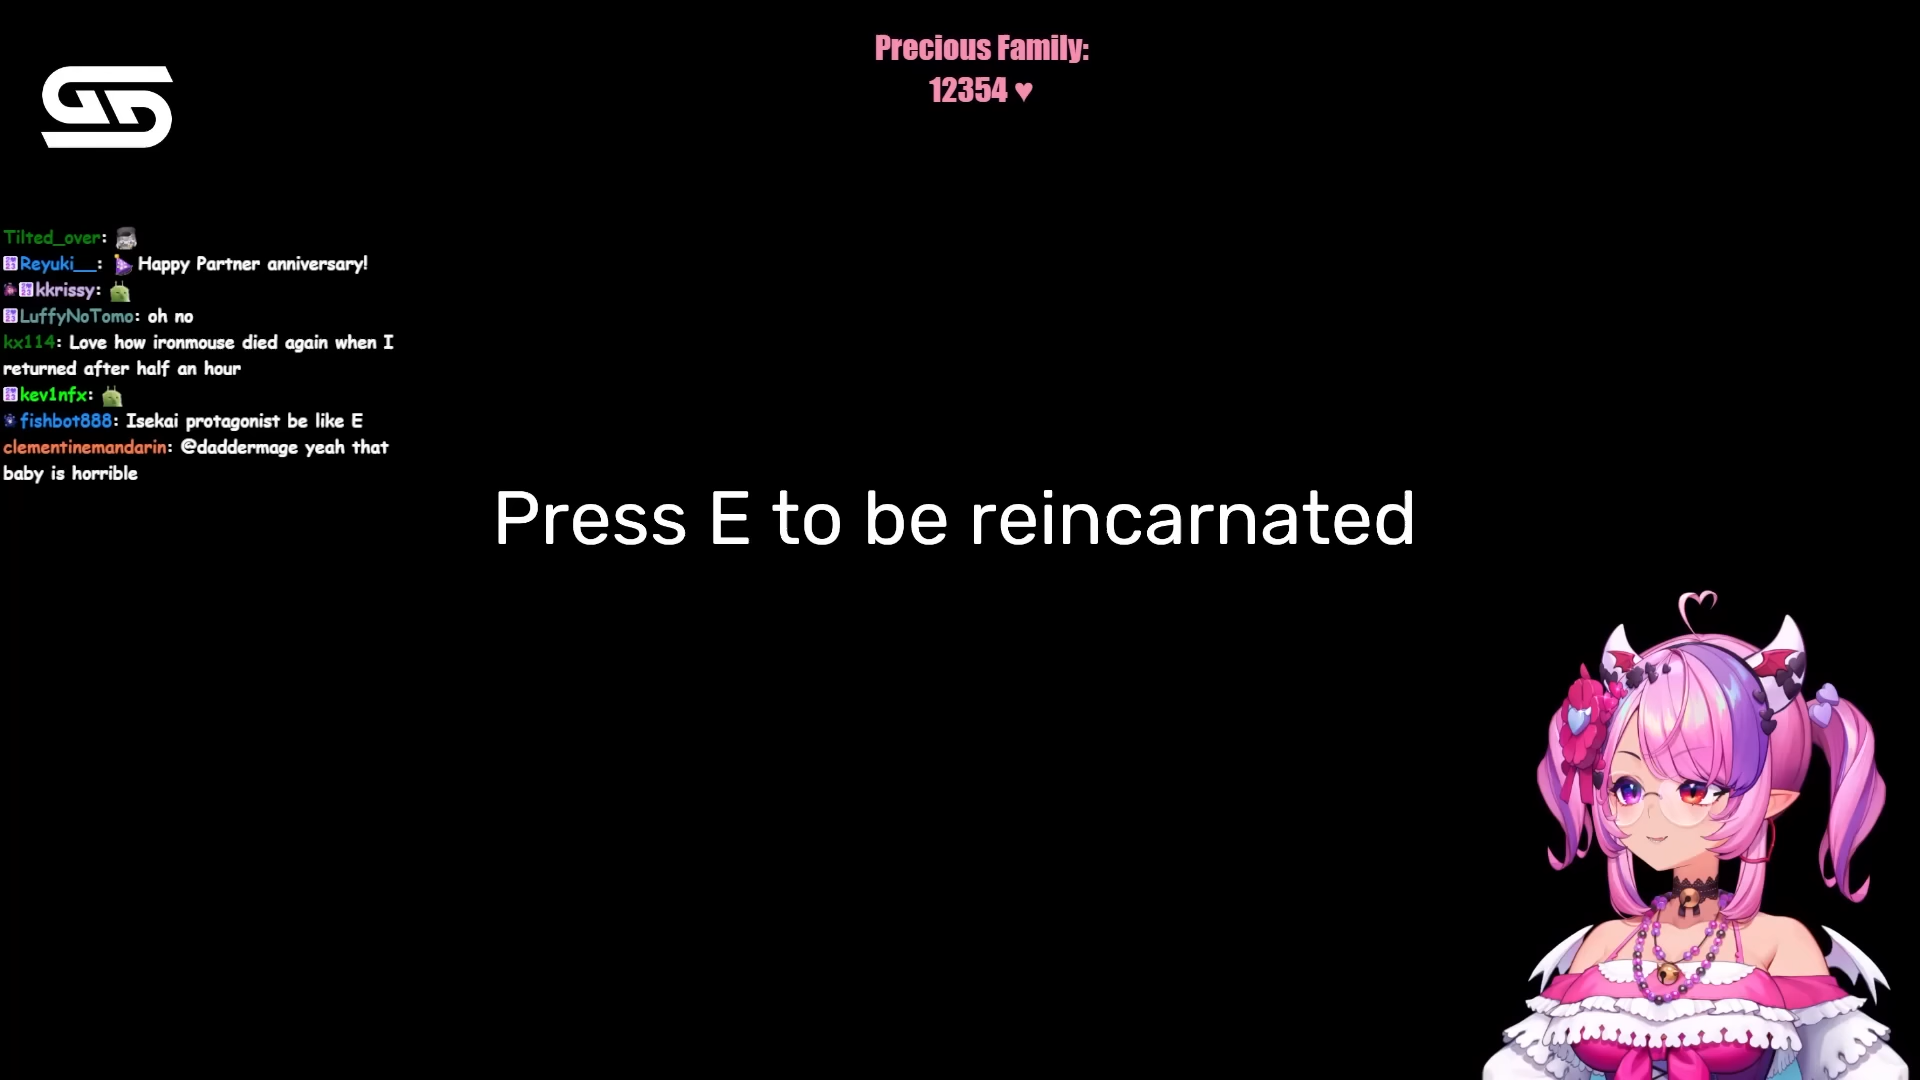 Precious Family:
12354 ♥
Tilted_over:
Reyuki__: Happy Partner anniversary!
kkrissy:
LuffyNoTomo: oh no
kx114: Love how ironmouse died again when I
returned after half an hour
kev1nfx:
fishbot888: Isekai protagonist be like E
clementinemandarin: @daddermage yeah that
baby is horrible
Press E to be reincarnated